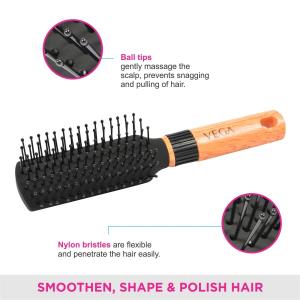 Ball tips
gently massage the
scalp, prevents snagging
and pulling of hair.
VEGA
Nylon bristles are flexible
and penetrate the hair easily.
SMOOTHEN, SHAPE & POLISH HAIR